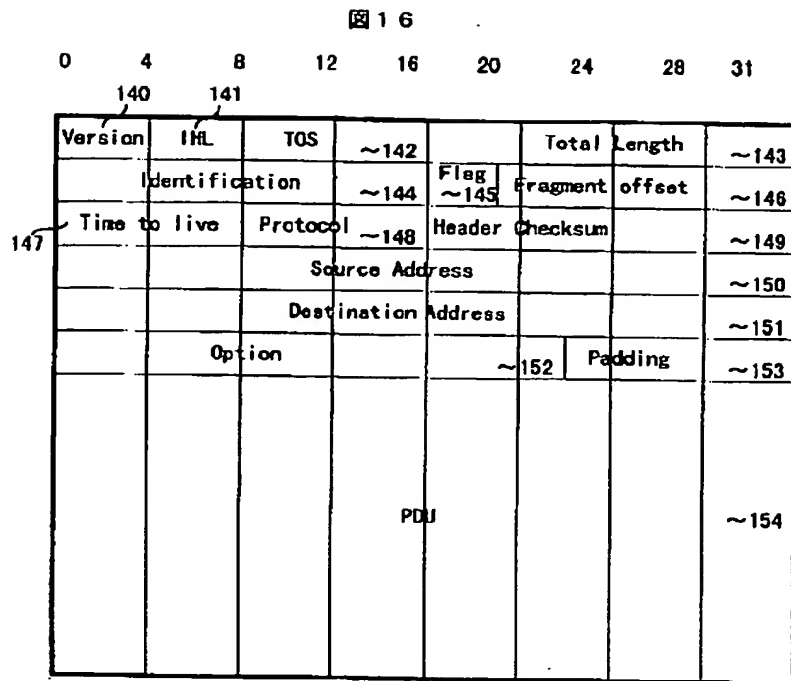 図16
0 4 8 12 16 20 24 28 31
140 141
Version IHL TOS ~142 Total Length ~143
Identification ~144 Flag ~145 Fragment offset ~146
147 Time to live Protocol ~148 Header Checksum ~149
Source Address ~150
Destination Address ~151
Option ~152 Padding ~153
PDU ~154